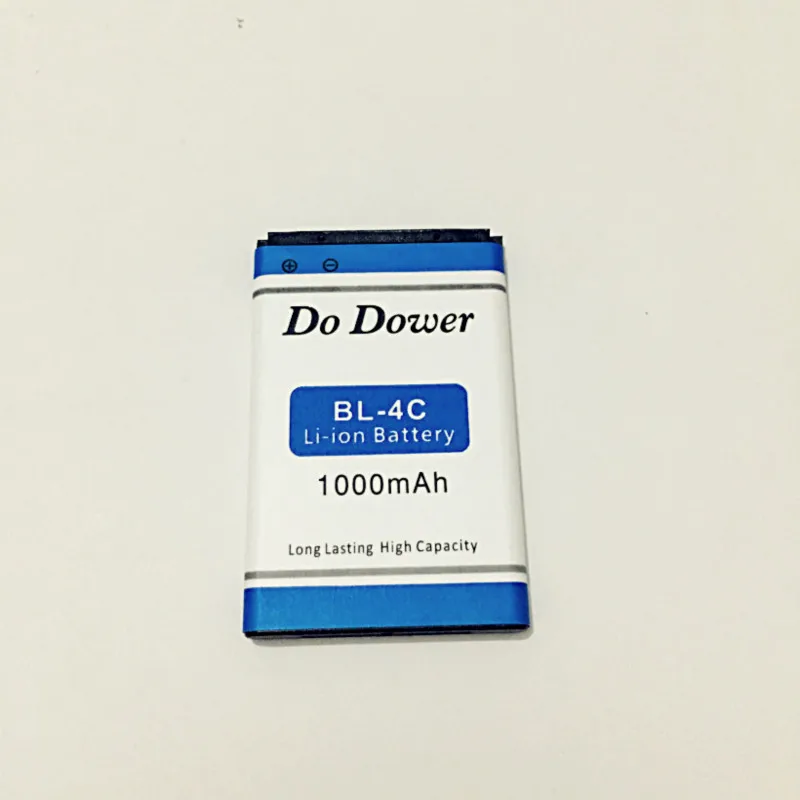 Do Dower
BL-4C
Li-ion Battery
1000mAh
Long Lasting High Capacity